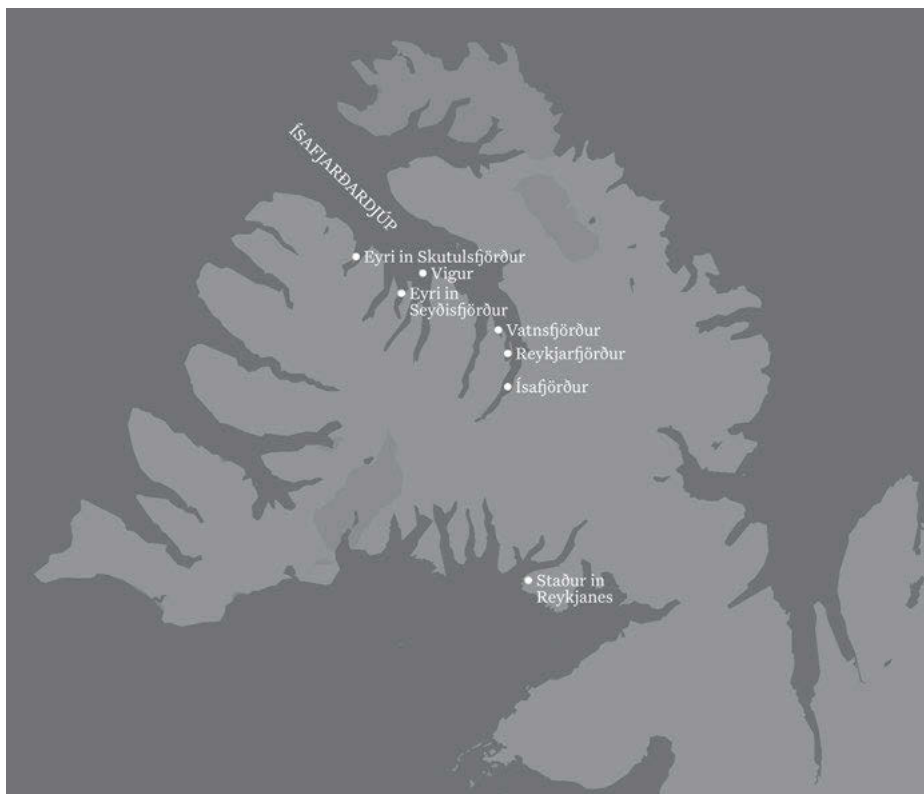 ÍSAFJARÐARDJÚP
Eyri in Skutulsfjörður
Vigur
Eyri in
Seyðisfjörður
Vatnsfjörður
Reykjarfjörður
Ísafjörður
Staður in
Reykjanes